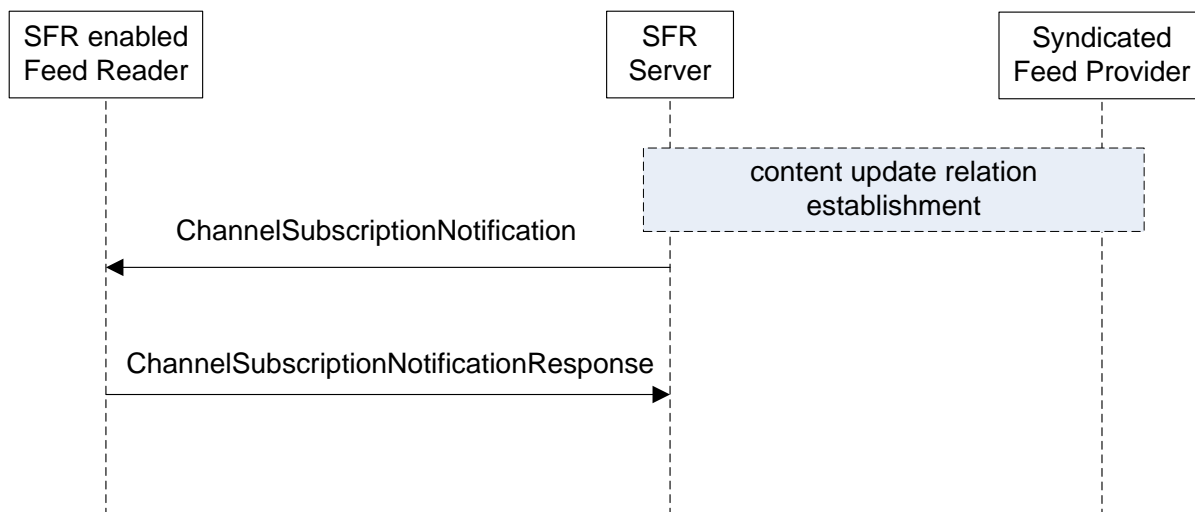 SFR enabled
Feed Reader
SFR
Server
Syndicated
Feed Provider
content update relation
establishment
ChannelSubscriptionNotification
ChannelSubscriptionNotificationResponse